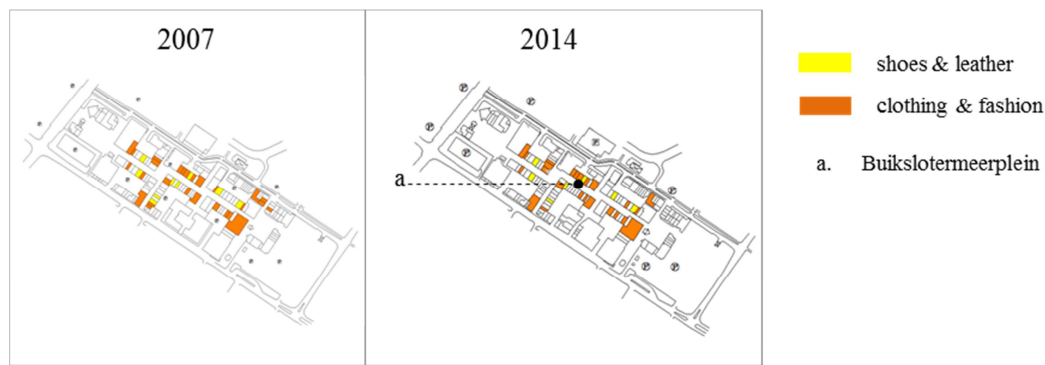 2007
2014
shoes & leather
clothing & fashion
a
a. Buikslotermeerplein